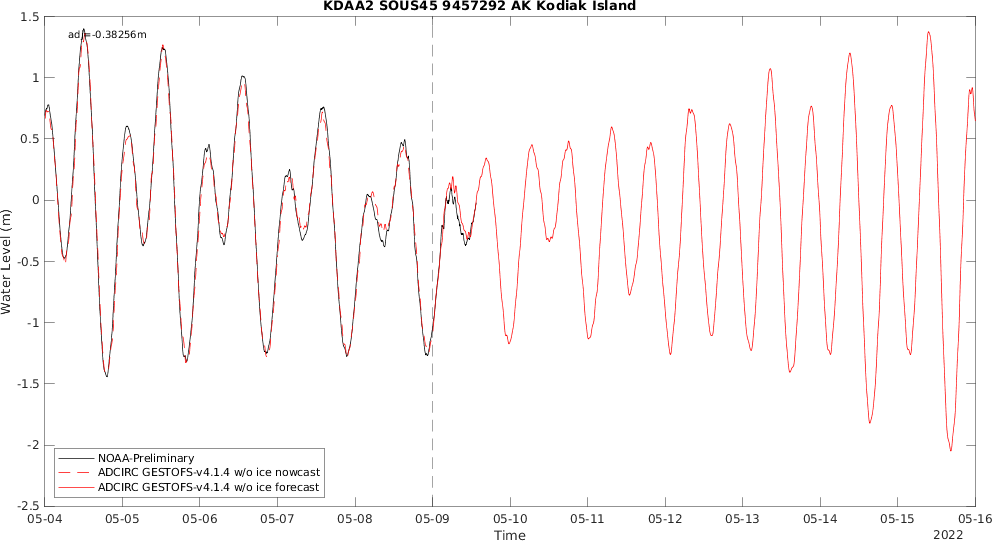 KDAA2 SOUS45 9457292 AK Kodiak Island
adj=-0.38256m
1.5
1
0.5
0
-0.5
-1
-1.5
-2
-2.5
Water Level (m)
NOAA-Preliminary
ADCIRC GESTOFS-v4.1.4 w/o ice nowcast
ADCIRC GESTOFS-v4.1.4 w/o ice forecast
05-04 05-05 05-06 05-07 05-08 05-09 05-10 05-11 05-12 05-13 05-14 05-15 05-16
Time
2022